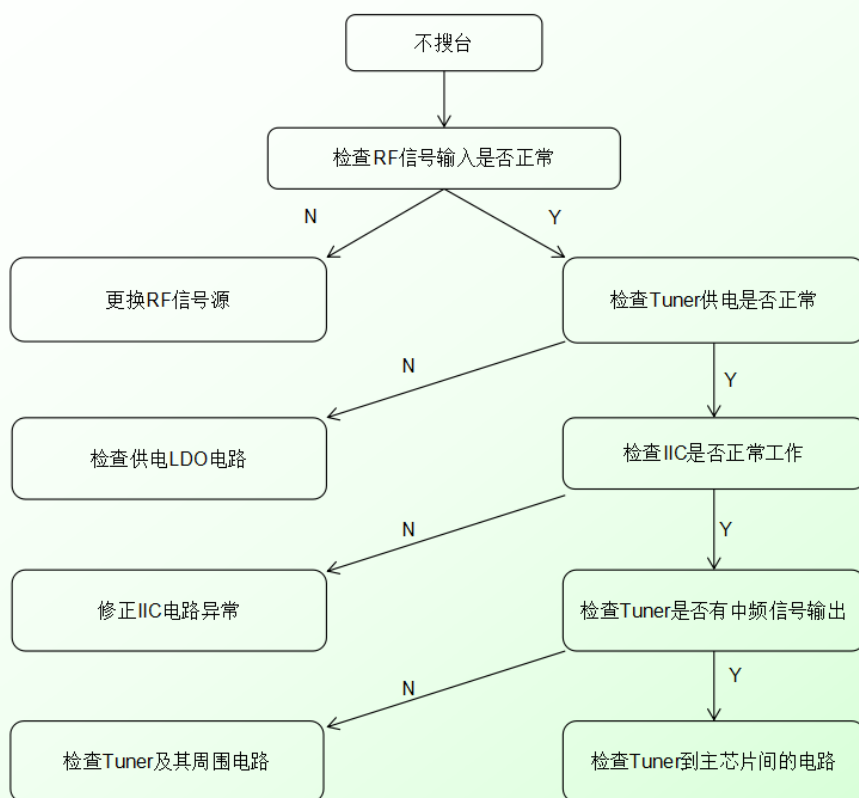 不搜台
检查RF信号输入是否正常
N
Y
更换RF信号源
检查Tuner供电是否正常
N
Y
检查供电LDO电路
检查IIC是否正常工作
N
Y
修正IIC电路异常
检查Tuner是否有中频信号输出
N
Y
检查Tuner及其周围电路
检查Tuner到主芯片间的电路